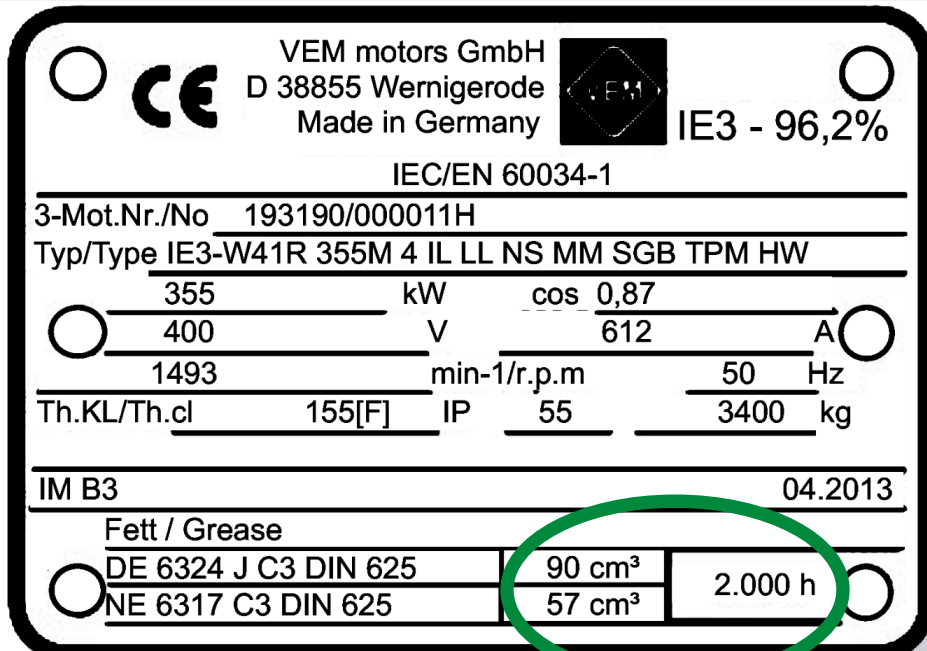 VEM motors GmbH
D 38855 Wernigerode
Made in Germany
CE
VEM
IE3 - 96,2%
IEC/EN 60034-1
3-Mot.Nr./No 193190/000011H
Typ/Type IE3-W41R 355M 4 IL LL NS MM SGB TPM HW
355 kW cos 0,87
400 V 612 A
1493 min-1/r.p.m 50 Hz
Th.KL/Th.cl 155[F] IP 55 3400 kg
IM B3 04.2013
Fett / Grease
DE 6324 J C3 DIN 625 90 cm³
2.000 h
NE 6317 C3 DIN 625 57 cm³